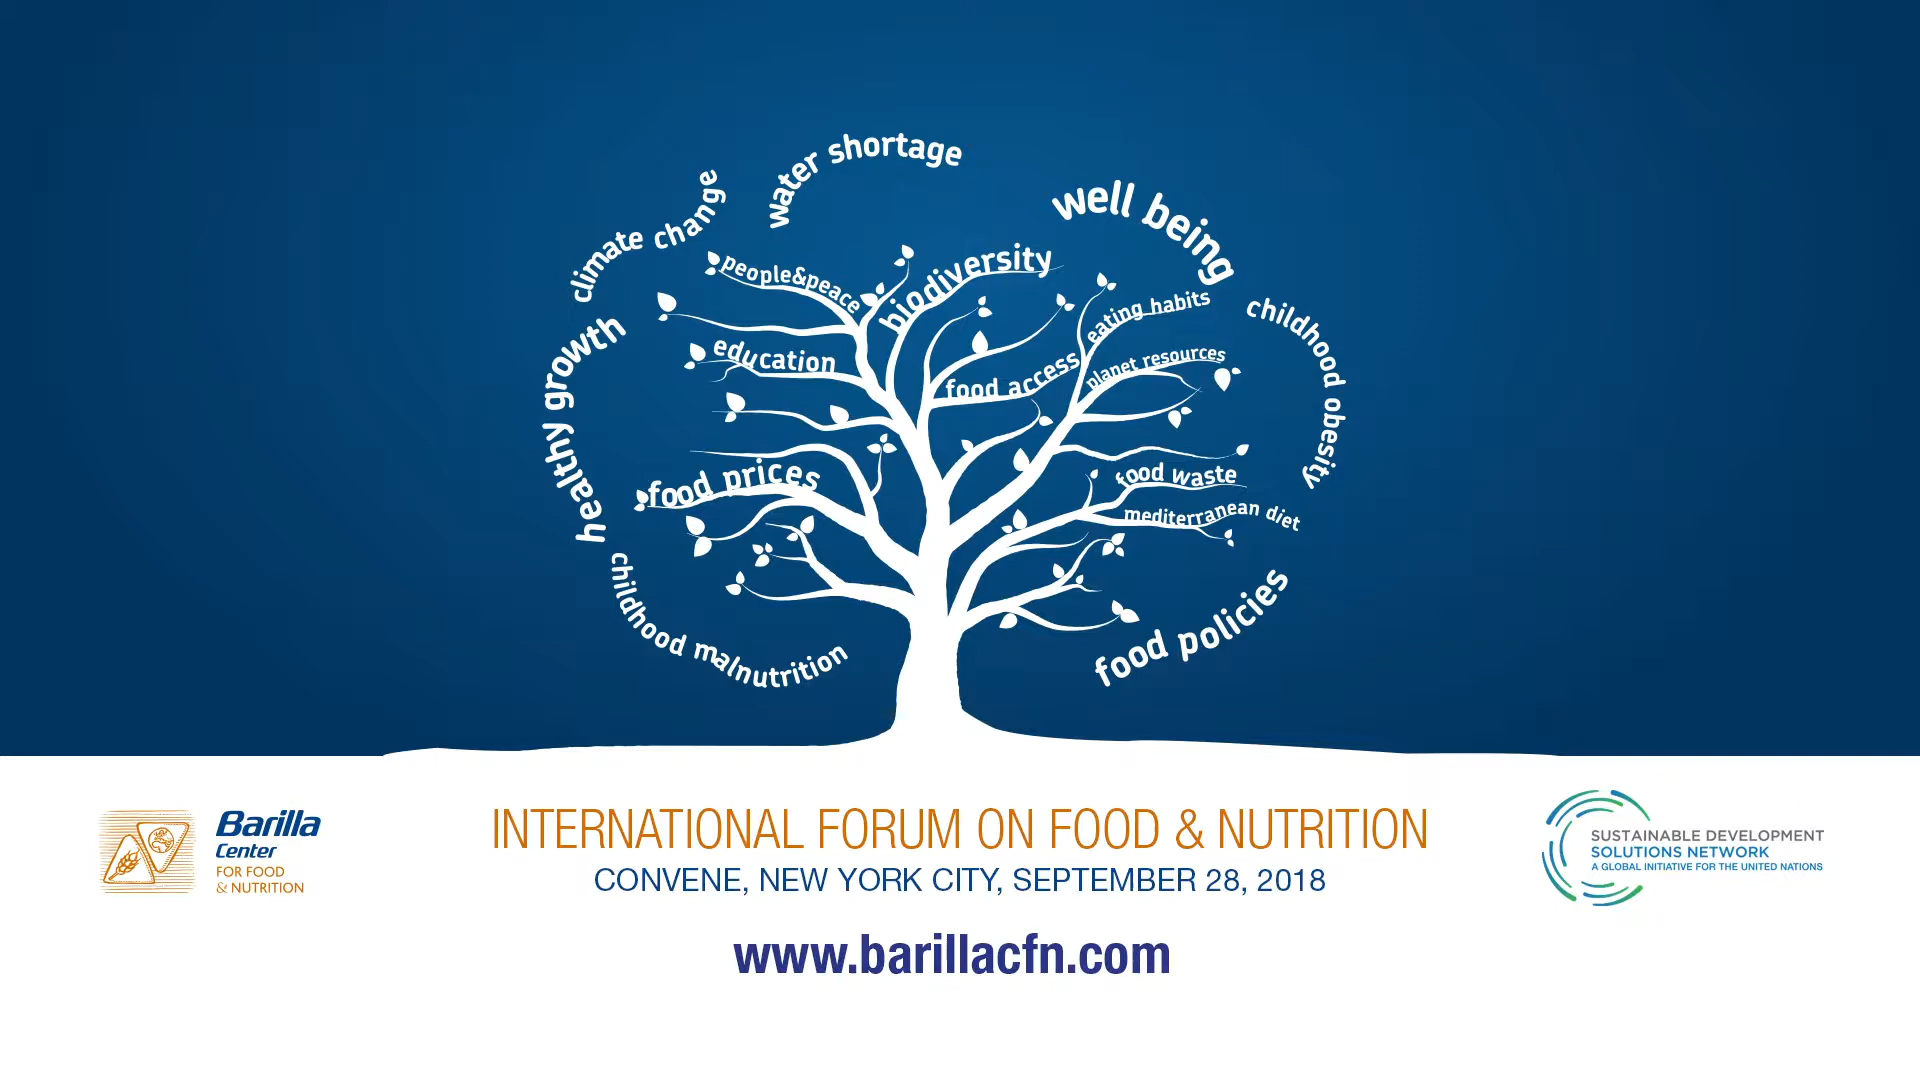 water shortage
climate change
well being
people&peace
biodiversity
eating habits
childhood obesity
healthy growth
education
food access
planet resources
food prices
food waste
mediterranean diet
childhood malnutrition
food policies
Barilla
Center
FOR FOOD
& NUTRITION
INTERNATIONAL FORUM ON FOOD & NUTRITION
CONVENE, NEW YORK CITY, SEPTEMBER 28, 2018
www.barillacfn.com
SUSTAINABLE DEVELOPMENT
SOLUTIONS NETWORK
A GLOBAL INITIATIVE FOR THE UNITED NATIONS